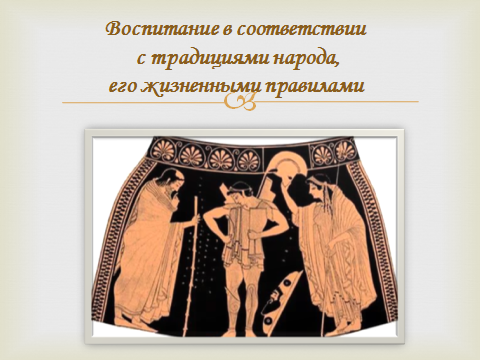 Воспитание в соответствии
с традициями народа,
его жизненными правилами